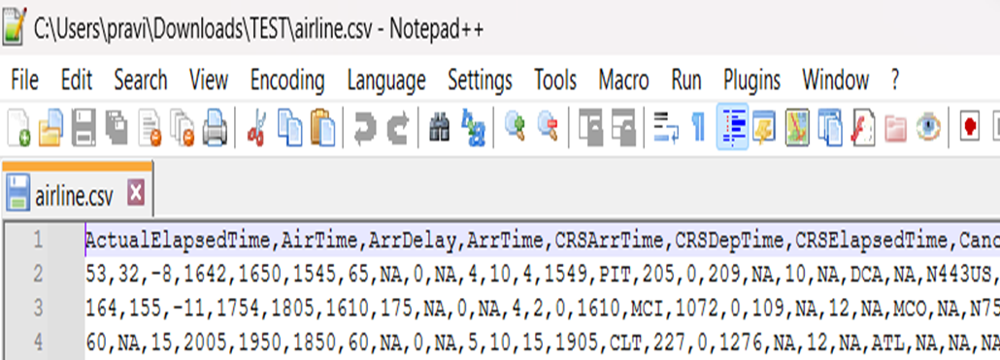 C:\Users\pravi\Downloads\TEST\airline.csv - Notepad++
File Edit Search View Encoding Language Settings Tools Macro Run Plugins Window ?
airline.csv
1 ActualElapsedTime,AirTime,ArrDelay,ArrTime,CRSArrTime,CRSDepTime,CRSElapsedTime,Canc
2 53,32,-8,1642,1650,1545,65,NA,0,NA,4,10,4,1549,PIT,205,0,209,NA,10,NA,DCA,NA,N443US,
3 164,155,-11,1754,1805,1610,175,NA,0,NA,4,2,0,1610,MCI,1072,0,109,NA,12,NA,MCO,NA,N75
4 60,NA,15,2005,1950,1850,60,NA,0,NA,5,10,15,1905,CLT,227,0,1276,NA,12,NA,ATL,NA,NA,NA